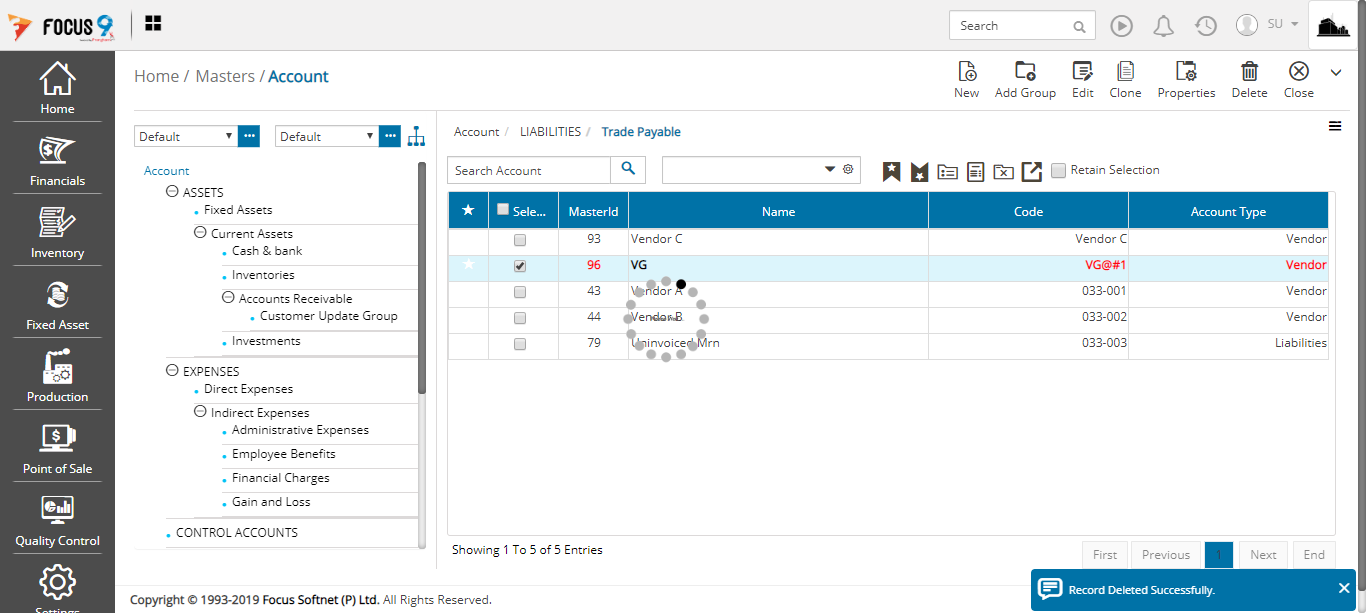 FOCUS 9
Search
SU
Home
Financials
Inventory
Fixed Asset
Production
Point of Sale
Quality Control
Settings
Home / Masters / Account
New
Add Group
Edit
Clone
Properties
Delete
Close
Default
Default
Account
ASSETS
Fixed Assets
Current Assets
Cash & bank
Inventories
Accounts Receivable
Customer Update Group
Investments
EXPENSES
Direct Expenses
Indirect Expenses
Administrative Expenses
Employee Benefits
Financial Charges
Gain and Loss
CONTROL ACCOUNTS
Account / LIABILITIES / Trade Payable
Search Account
Retain Selection
Sele... MasterId Name Code Account Type
93 Vendor C Vendor C Vendor
96 VG VG@#1 Vendor
43 Vendor A 033-001 Vendor
44 Vendor B 033-002 Vendor
79 Uninvoiced Mrn 033-003 Liabilities
Showing 1 To 5 of 5 Entries
First Previous 1 Next End
Record Deleted Successfully.
Copyright © 1993-2019 Focus Softnet (P) Ltd. All Rights Reserved.